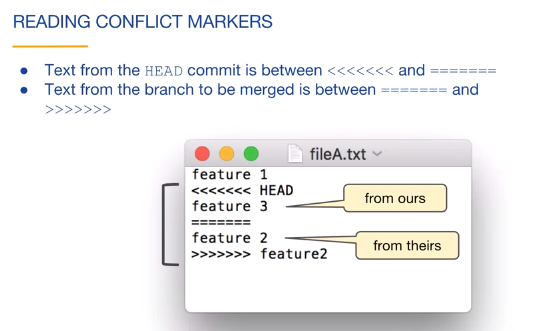 READING CONFLICT MARKERS
● Text from the HEAD commit is between <<<<<<< and =======
● Text from the branch to be merged is between ======= and
>>>>>>>
fileA.txt
feature 1
<<<<<<< HEAD
feature 3
from ours
=======
feature 2
from theirs
>>>>>>> feature2